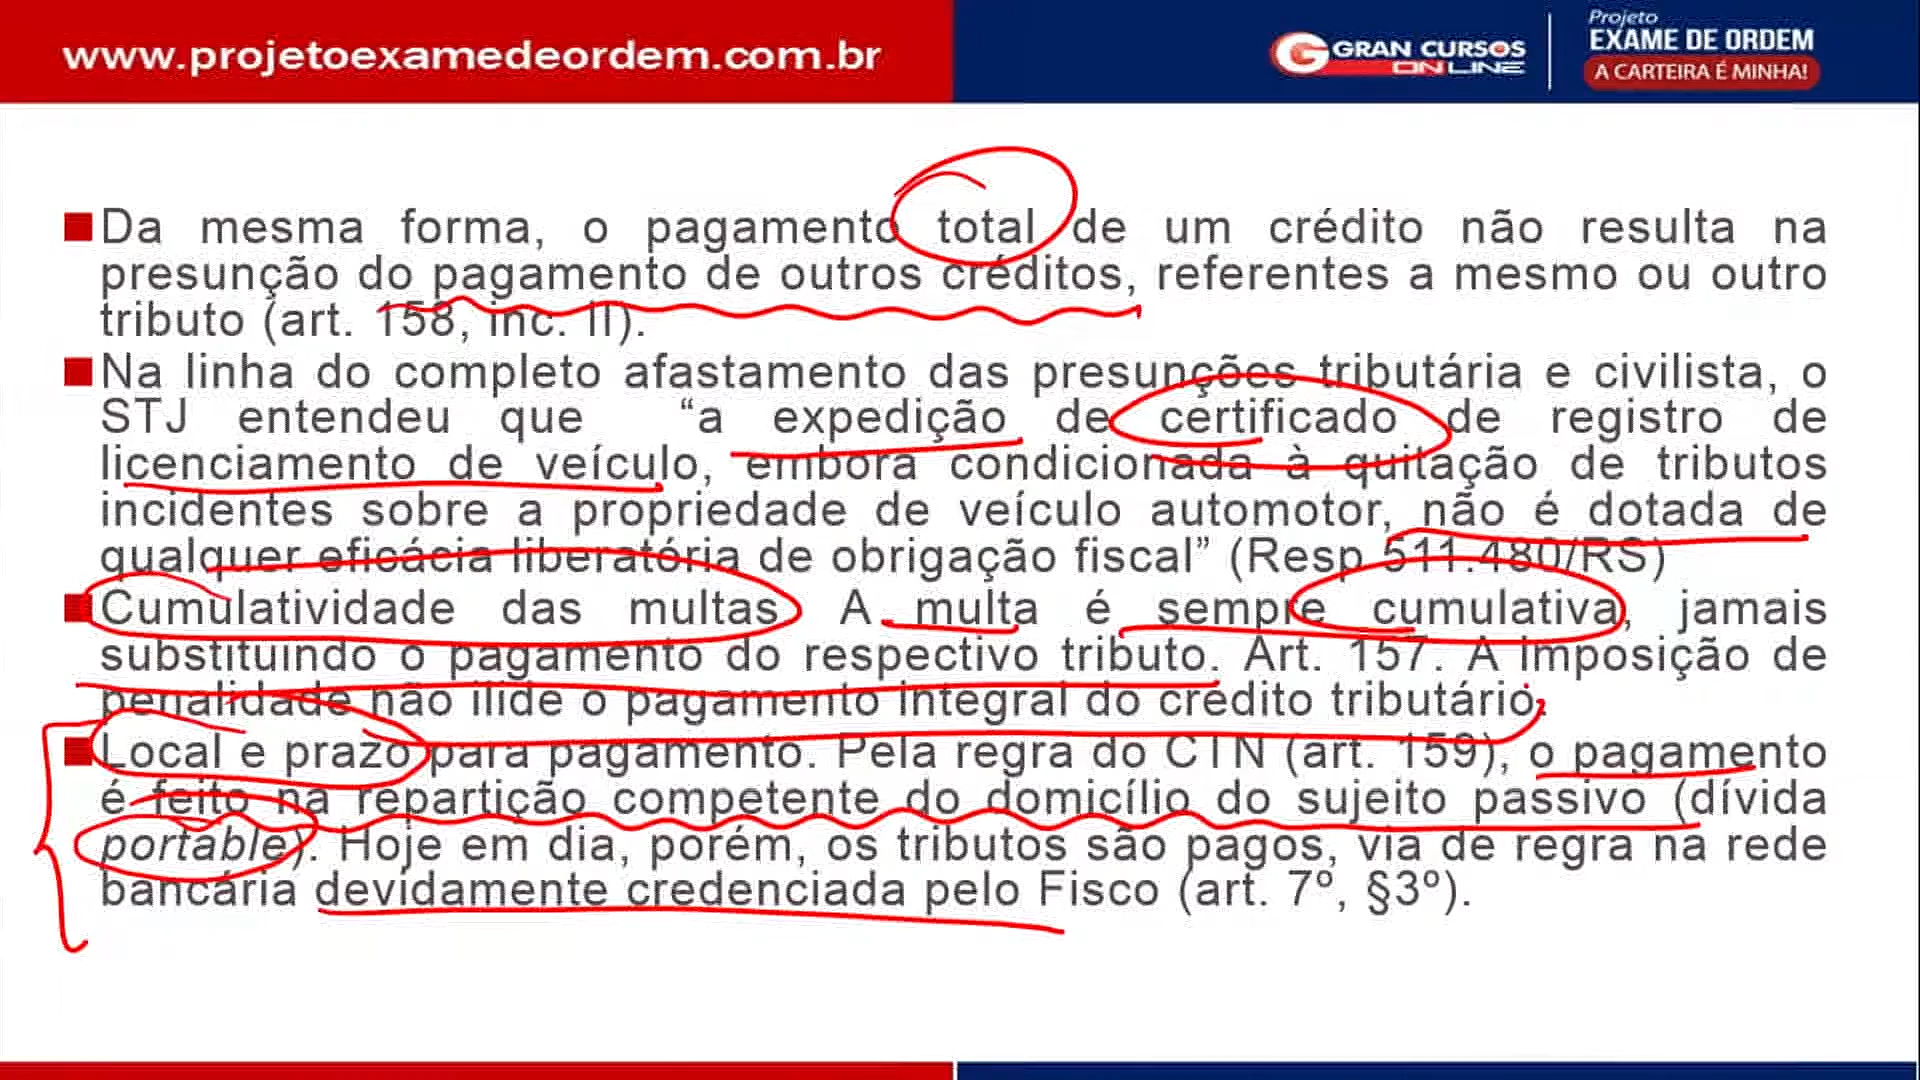 www.projetoexamedeordem.com.br
GRAN CURSOS
ONLINE
Projeto
EXAME DE ORDEM
A CARTEIRA É MINHA!
Da mesma forma, o pagamento total de um crédito não resulta na
presunção do pagamento de outros créditos, referentes a mesmo ou outro
tributo (art. 158, inc. II).
Na linha do completo afastamento das presunções tributária e civilista, o
STJ entendeu que “a expedição de certificado de registro de
licenciamento de veículo, embora condicionada à quitação de tributos
incidentes sobre a propriedade de veículo automotor, não é dotada de
qualquer eficácia liberatória de obrigação fiscal” (Resp 511.480/RS)
Cumulatividade das multas A multa é sempre cumulativa, jamais
substituindo o pagamento do respectivo tributo. Art. 157. A imposição de
penalidade não ilide o pagamento integral do crédito tributário.
Local e prazo para pagamento. Pela regra do CTN (art. 159), o pagamento
é feito na repartição competente do domicílio do sujeito passivo (dívida
portable). Hoje em dia, porém, os tributos são pagos, via de regra na rede
bancária devidamente credenciada pelo Fisco (art. 7º, §3º).